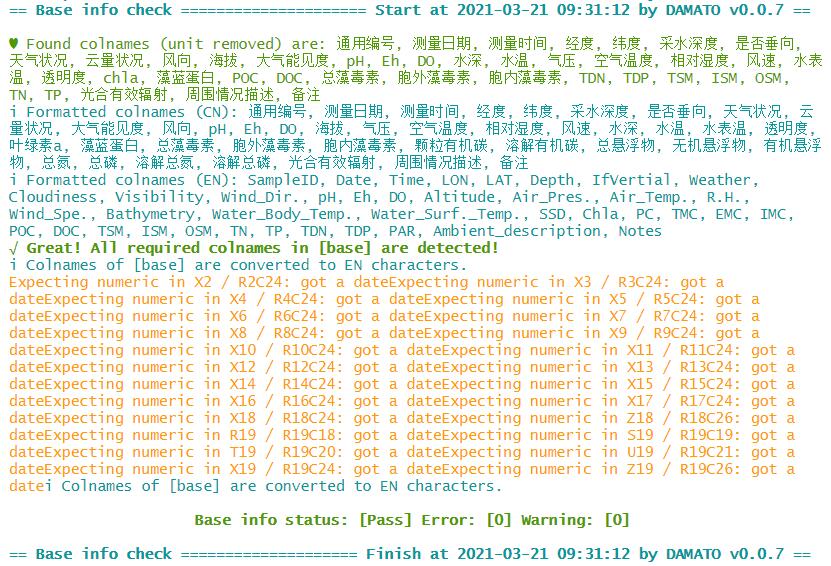 == Base info check ==================== Start at 2021-03-21 09:31:12 by DAMATO v0.0.7 ==
♥ Found colnames (unit removed) are: 通用编号, 测量日期, 测量时间, 经度, 纬度, 采水深度, 是否垂向,
天气状况, 云量状况, 风向, 海拔, 大气能见度, pH, Eh, DO, 水深, 水温, 气压, 空气温度, 相对湿度, 风速, 水表
温, 透明度, chla, 藻蓝蛋白, POC, DOC, 总藻毒素, 胞外藻毒素, 胞内藻毒素, TDN, TDP, TSM, ISM, OSM,
TN, TP, 光合有效辐射, 周围情况描述, 备注
i Formatted colnames (CN): 通用编号, 测量日期, 测量时间, 经度, 纬度, 采水深度, 是否垂向, 天气状况, 云
量状况, 大气能见度, 风向, pH, Eh, DO, 海拔, 气压, 空气温度, 相对湿度, 风速, 水深, 水温, 水表温, 透明度,
叶绿素a, 藻蓝蛋白, 总藻毒素, 胞外藻毒素, 胞内藻毒素, 颗粒有机碳, 溶解有机碳, 总悬浮物, 无机悬浮物, 有机悬浮
物, 总氮, 总磷, 溶解总氮, 溶解总磷, 光合有效辐射, 周围情况描述, 备注
i Formatted colnames (EN): SampleID, Date, Time, LON, LAT, Depth, IfVertial, Weather,
Cloudiness, Visibility, Wind_Dir., pH, Eh, DO, Altitude, Air_Pres., Air_Temp., R.H.,
Wind_Spe., Bathymetry, Water_Body_Temp., Water_Surf._Temp., SSD, Chla, PC, TMC, EMC, IMC,
POC, DOC, TSM, ISM, OSM, TN, TP, TDN, TDP, PAR, Ambient_description, Notes
√ Great! All required colnames in [base] are detected!
i Colnames of [base] are converted to EN characters.
Expecting numeric in X2 / R2C24: got a dateExpecting numeric in X3 / R3C24: got a
dateExpecting numeric in X4 / R4C24: got a dateExpecting numeric in X5 / R5C24: got a
dateExpecting numeric in X6 / R6C24: got a dateExpecting numeric in X7 / R7C24: got a
dateExpecting numeric in X8 / R8C24: got a dateExpecting numeric in X9 / R9C24: got a
dateExpecting numeric in X10 / R10C24: got a dateExpecting numeric in X11 / R11C24: got a
dateExpecting numeric in X12 / R12C24: got a dateExpecting numeric in X13 / R13C24: got a
dateExpecting numeric in X14 / R14C24: got a dateExpecting numeric in X15 / R15C24: got a
dateExpecting numeric in X16 / R16C24: got a dateExpecting numeric in X17 / R17C24: got a
dateExpecting numeric in X18 / R18C24: got a dateExpecting numeric in Z18 / R18C26: got a
dateExpecting numeric in R19 / R19C18: got a dateExpecting numeric in S19 / R19C19: got a
dateExpecting numeric in T19 / R19C20: got a dateExpecting numeric in U19 / R19C21: got a
dateExpecting numeric in X19 / R19C24: got a dateExpecting numeric in Z19 / R19C26: got a
datei Colnames of [base] are converted to EN characters.
Base info status: [Pass] Error: [0] Warning: [0]
== Base info check =================== Finish at 2021-03-21 09:31:12 by DAMATO v0.0.7 ==